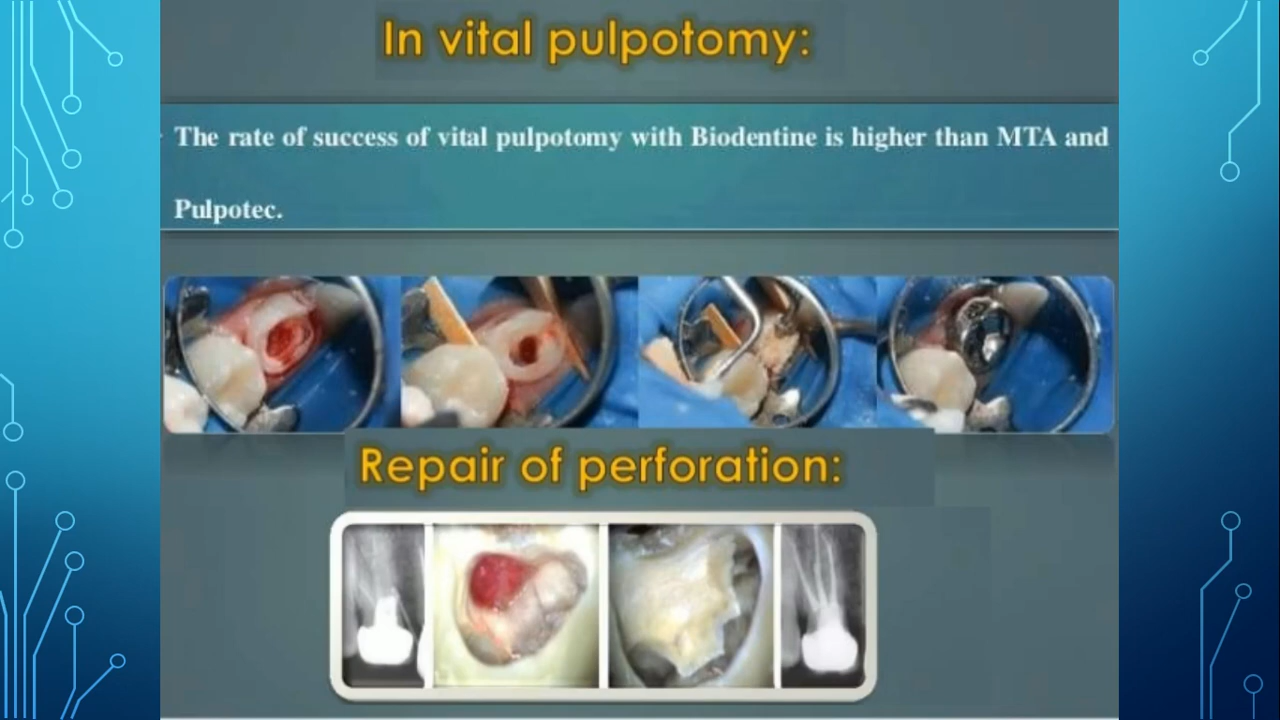 In vital pulpotomy:
The rate of success of vital pulpotomy with Biodentine is higher than MTA and
Pulpotec.
Repair of perforation: